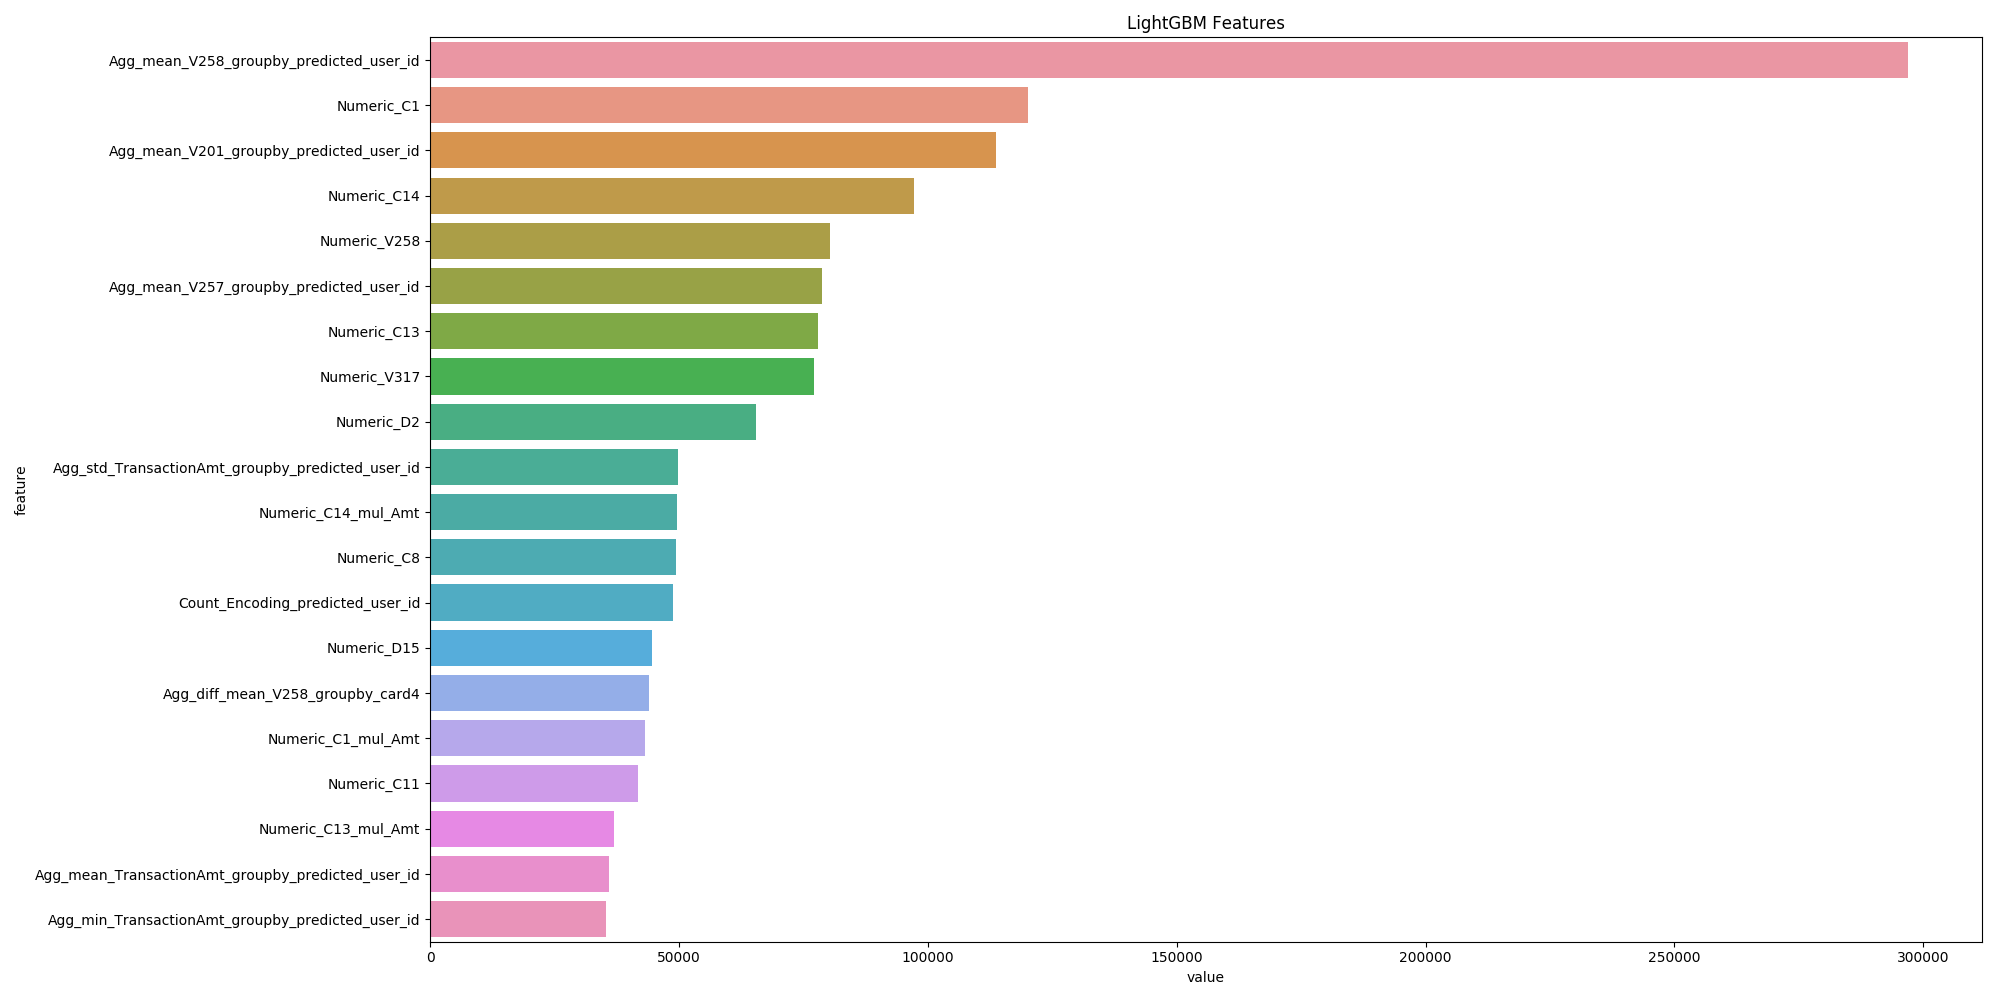 LightGBM Features
Agg_mean_V258_groupby_predicted_user_id
Numeric_C1
Agg_mean_V201_groupby_predicted_user_id
Numeric_C14
Numeric_V258
Agg_mean_V257_groupby_predicted_user_id
Numeric_C13
Numeric_V317
Numeric_D2
Agg_std_TransactionAmt_groupby_predicted_user_id
Numeric_C14_mul_Amt
Numeric_C8
Count_Encoding_predicted_user_id
Numeric_D15
Agg_diff_mean_V258_groupby_card4
Numeric_C1_mul_Amt
Numeric_C11
Numeric_C13_mul_Amt
Agg_mean_TransactionAmt_groupby_predicted_user_id
Agg_min_TransactionAmt_groupby_predicted_user_id
feature
0 50000 100000 150000 200000 250000 300000
value